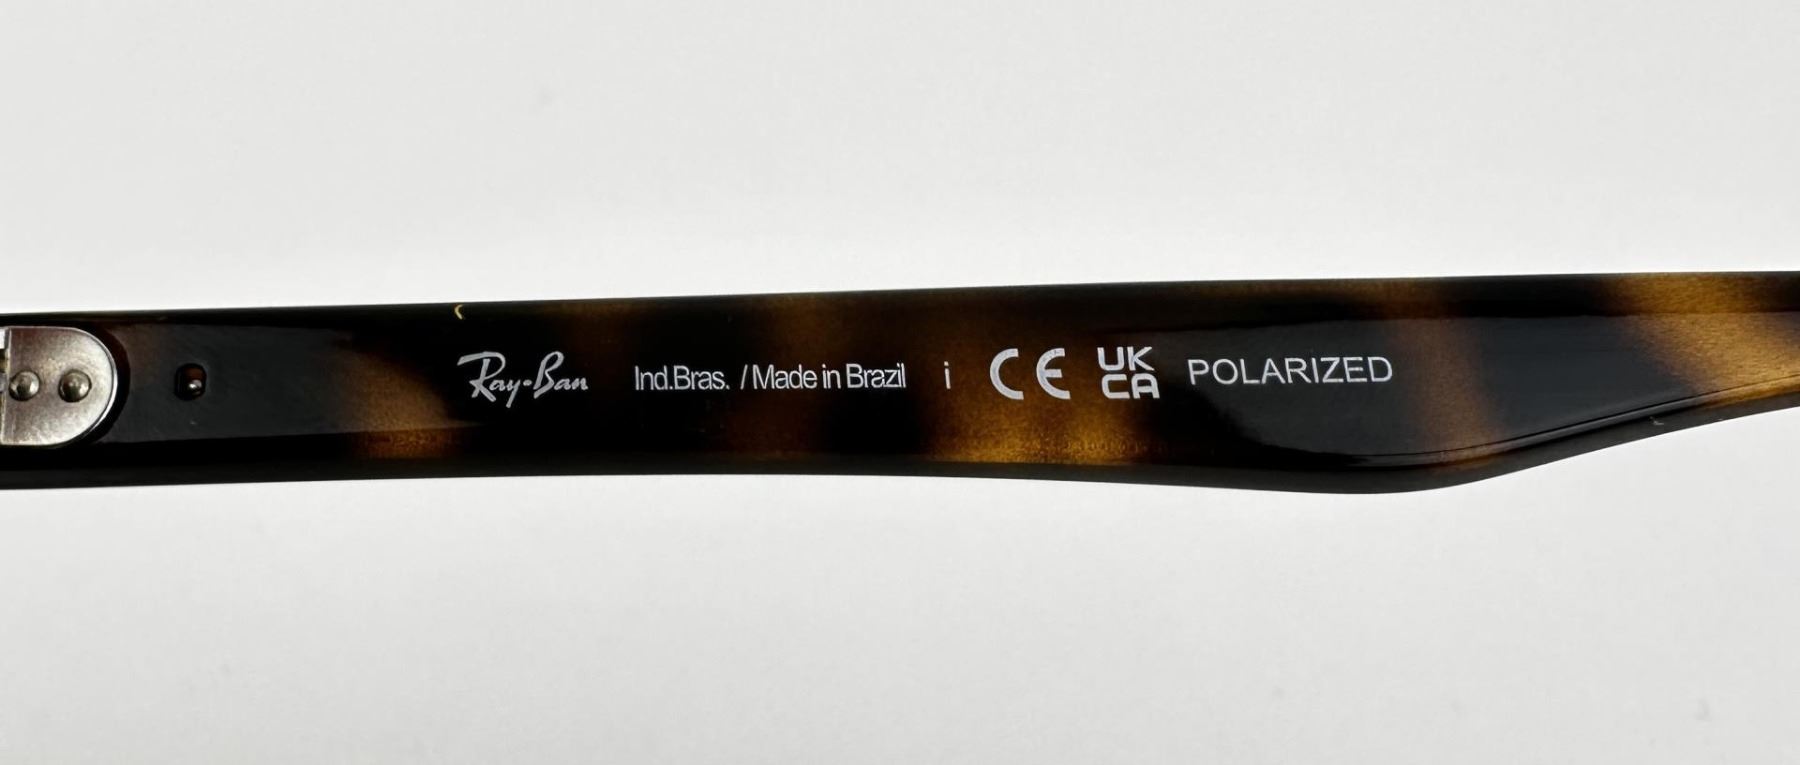 Ray-Ban Ind.Bras. / Made in Brazil i CE UK CA POLARIZED